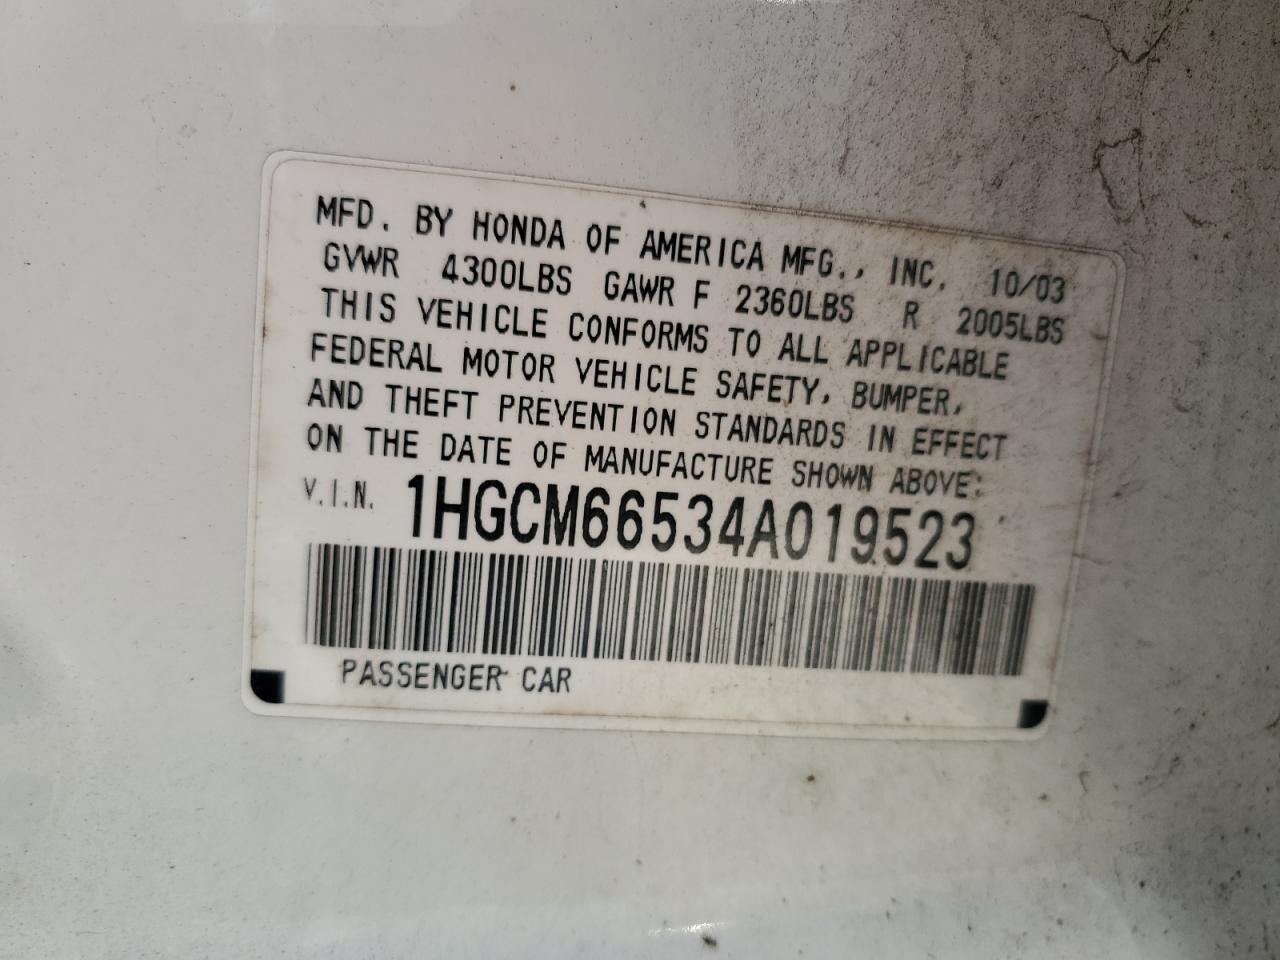 MFD. BY HONDA OF AMERICA MFG., INC. 10/03
GVWR 4300LBS GAWR F 2360LBS R 2005LBS
THIS VEHICLE CONFORMS TO ALL APPLICABLE
FEDERAL MOTOR VEHICLE SAFETY, BUMPER,
AND THEFT PREVENTION STANDARDS IN EFFECT
ON THE DATE OF MANUFACTURE SHOWN ABOVE:
V.I.N. 1HGCM66534A019523
PASSENGER CAR